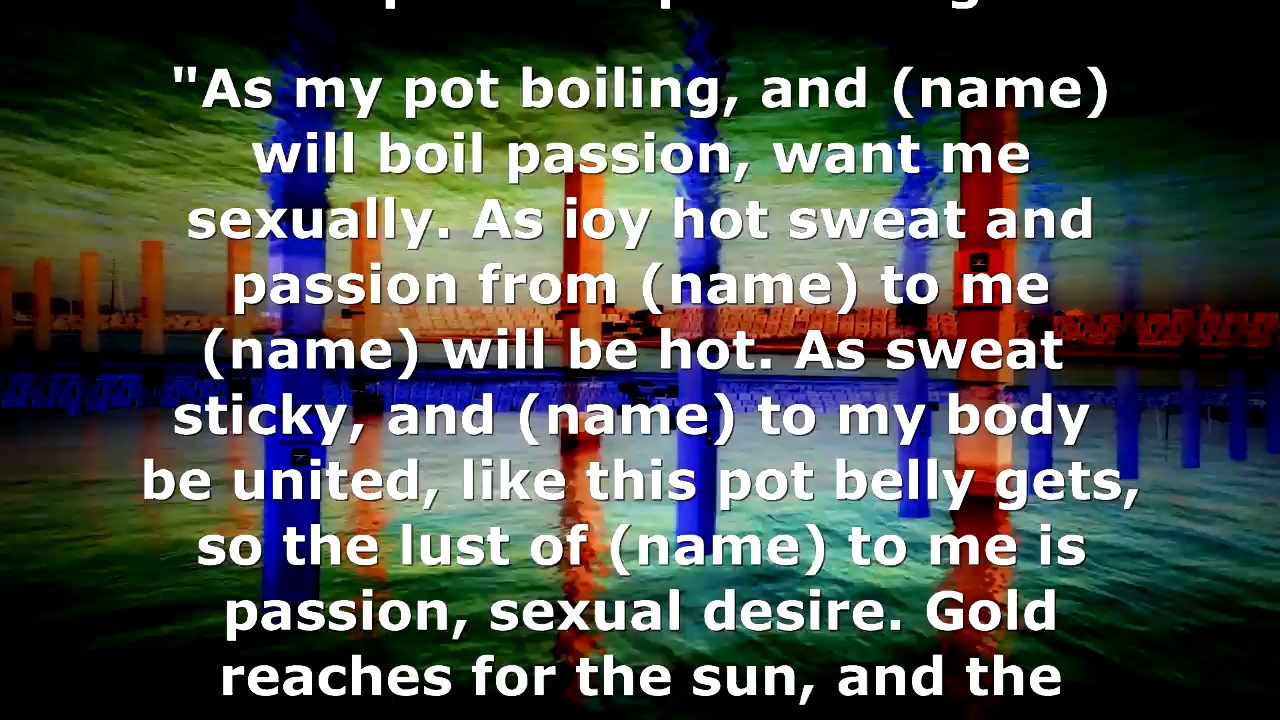 "As my pot boiling, and (name)
will boil passion, want me
sexually. As ioy hot sweat and
passion from (name) to me
(name) will be hot. As sweat
sticky, and (name) to my body
be united, like this pot belly gets,
so the lust of (name) to me is
passion, sexual desire. Gold
reaches for the sun, and the